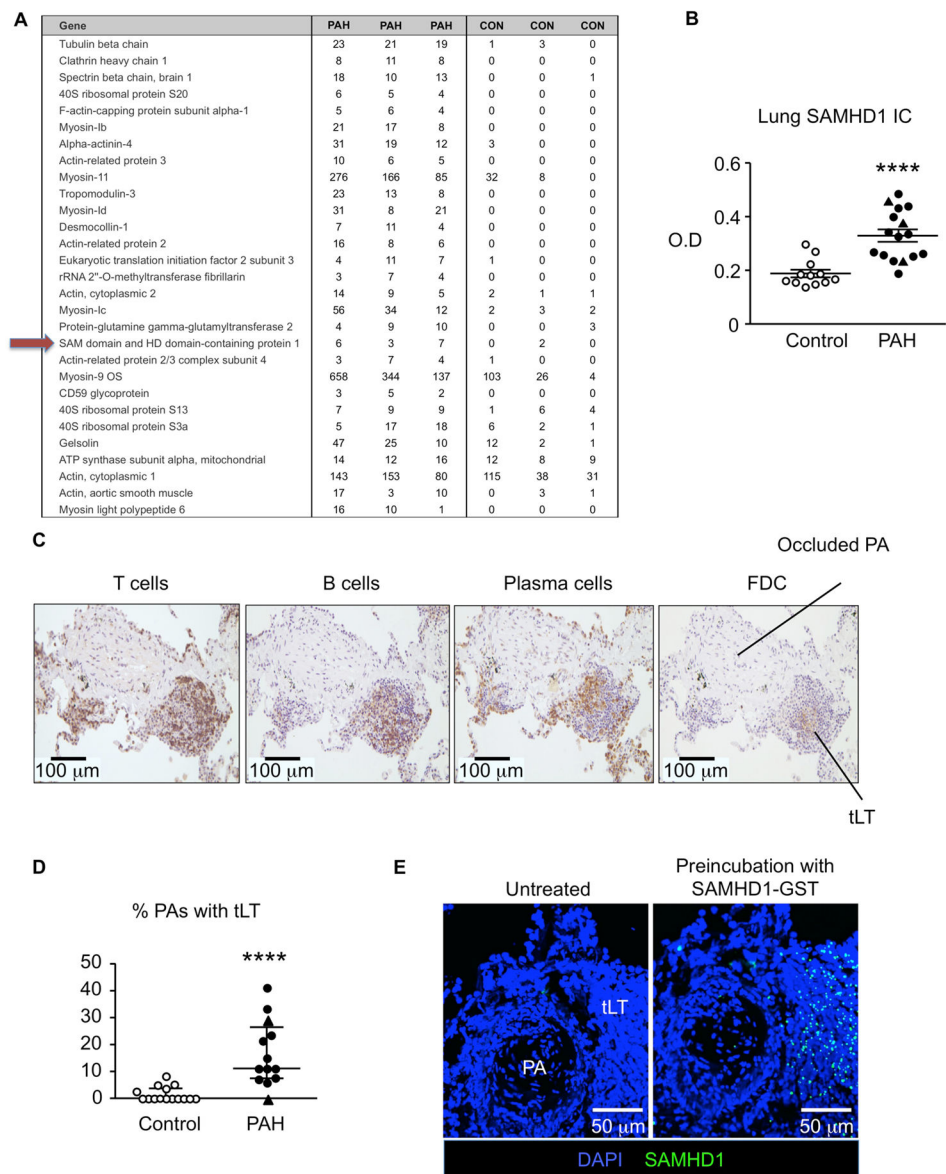 A
Gene PAH PAH PAH CON CON CON
Tubulin beta chain 23 21 19 1 3 0
Clathrin heavy chain 1 8 11 8 0 0 0
Spectrin beta chain, brain 1 18 10 13 0 0 1
40S ribosomal protein S20 6 5 4 0 0 0
F-actin-capping protein subunit alpha-1 5 6 4 0 0 0
Myosin-Ib 21 17 8 0 0 0
Alpha-actinin-4 31 19 12 3 0 0
Actin-related protein 3 10 6 5 0 0 0
Myosin-11 276 166 85 32 8 0
Tropomodulin-3 23 13 8 0 0 0
Myosin-Id 31 8 21 0 0 0
Desmocollin-1 7 11 4 0 0 0
Actin-related protein 2 16 8 6 0 0 0
Eukaryotic translation initiation factor 2 subunit 3 4 11 7 1 0 0
rRNA 2"-O-methyltransferase fibrillarin 3 7 4 0 0 0
Actin, cytoplasmic 2 14 9 5 2 1 1
Myosin-Ic 56 34 12 2 3 2
Protein-glutamine gamma-glutamyltransferase 2 4 9 10 0 0 3
SAM domain and HD domain-containing protein 1 6 3 7 0 2 0
Actin-related protein 2/3 complex subunit 4 3 7 4 1 0 0
Myosin-9 OS 658 344 137 103 26 4
CD59 glycoprotein 3 5 2 0 0 0
40S ribosomal protein S13 7 9 9 1 6 4
40S ribosomal protein S3a 5 17 18 6 2 1
Gelsolin 47 25 10 12 2 1
ATP synthase subunit alpha, mitochondrial 14 12 16 12 8 9
Actin, cytoplasmic 1 143 153 80 115 38 31
Actin, aortic smooth muscle 17 3 10 0 3 1
Myosin light polypeptide 6 16 10 1 0 0 0
B
Lung SAMHD1 IC
0.6
****
0.4
O.D
0.2
0
Control PAH
C
Occluded PA
T cells B cells Plasma cells FDC
100 µm 100 µm 100 µm 100 µm
tLT
D
% PAs with tLT
50
****
40
30
20
10
0
Control PAH
E
Untreated
Preincubation with
SAMHD1-GST
tLT
PA
50 µm 50 µm
DAPI SAMHD1